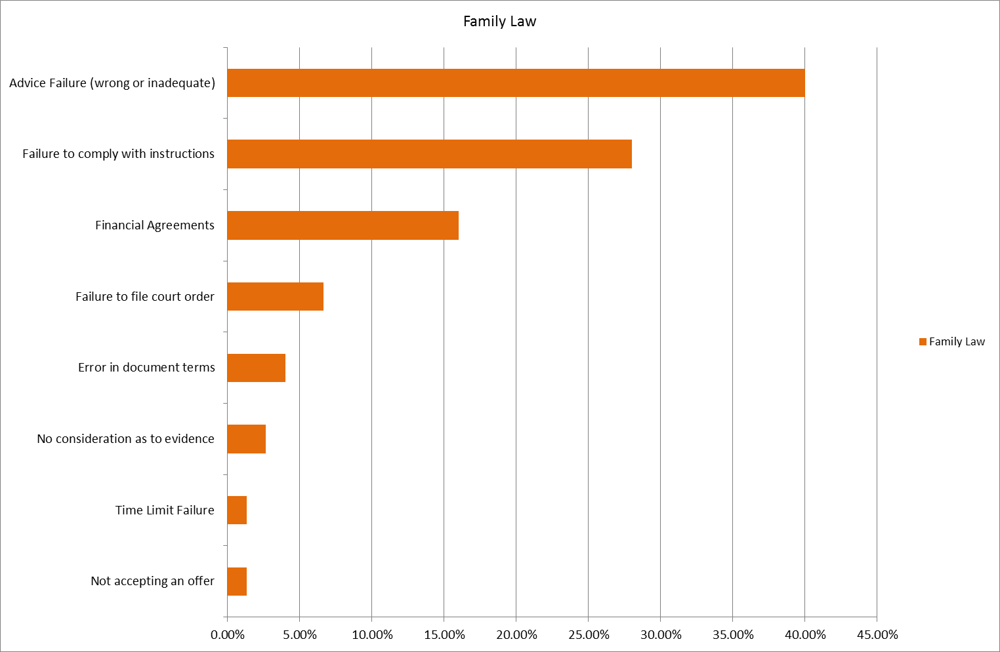 Family Law
Advice Failure (wrong or inadequate)
Failure to comply with instructions
Financial Agreements
Failure to file court order
Error in document terms
No consideration as to evidence
Time Limit Failure
Not accepting an offer
0.00% 5.00% 10.00% 15.00% 20.00% 25.00% 30.00% 35.00% 40.00% 45.00%
Family Law